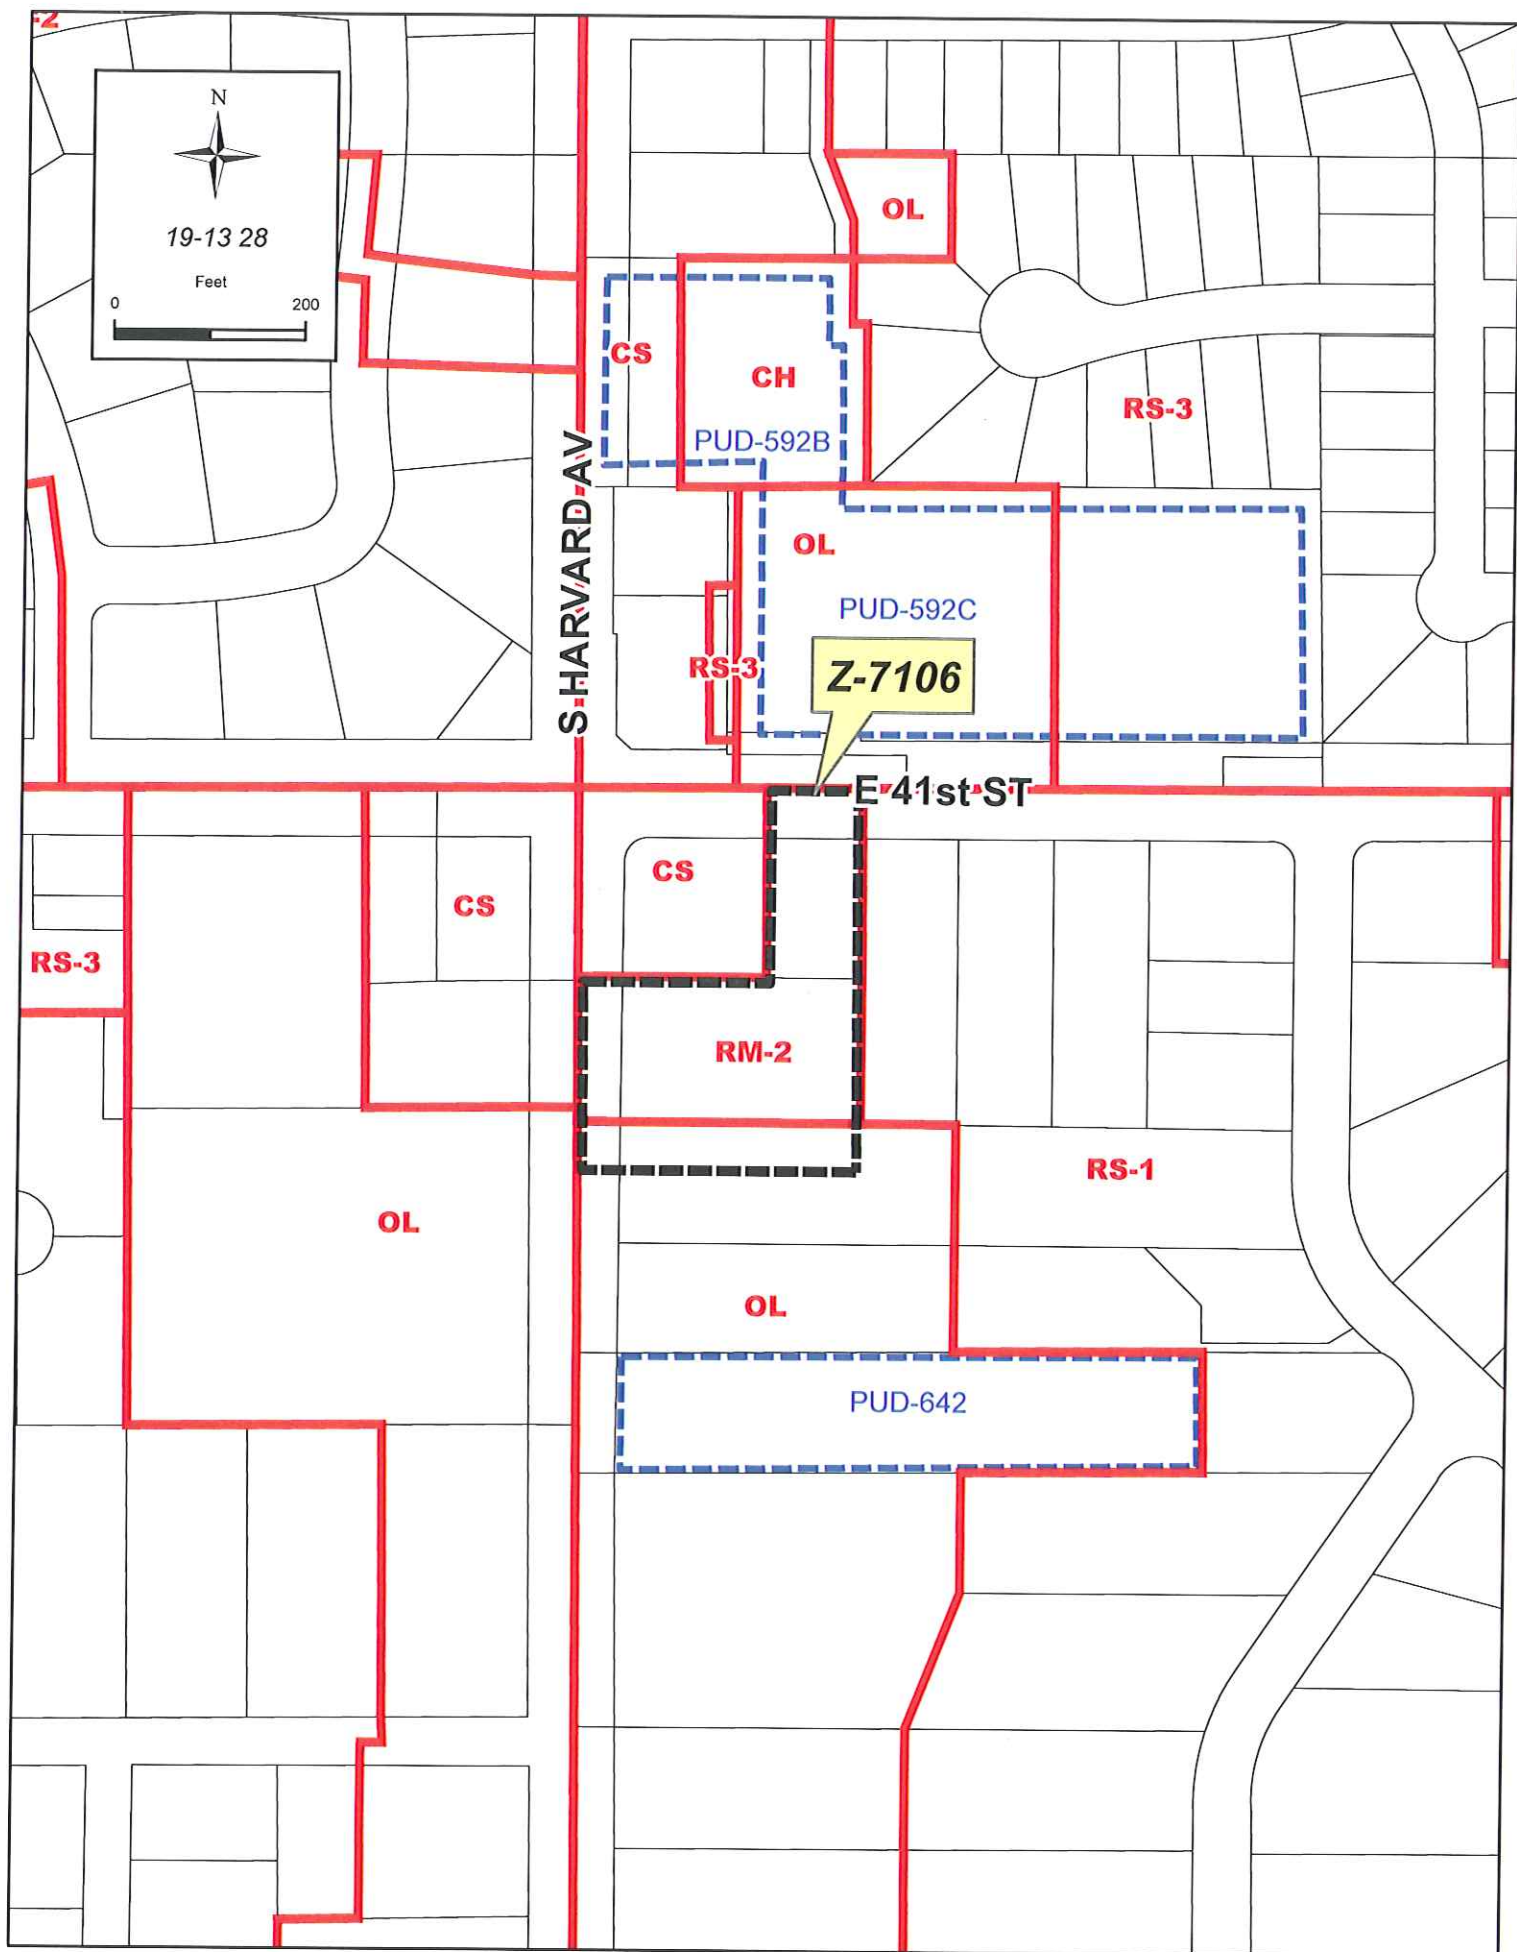 -2
N
19-13 28
Feet
0 200
OL
CS
CH
RS-3
PUD-592B
S HARVARD AV
OL
PUD-592C
RS-3
Z-7106
E 41st ST
CS
CS
RS-3
RM-2
RS-1
OL
OL
PUD-642